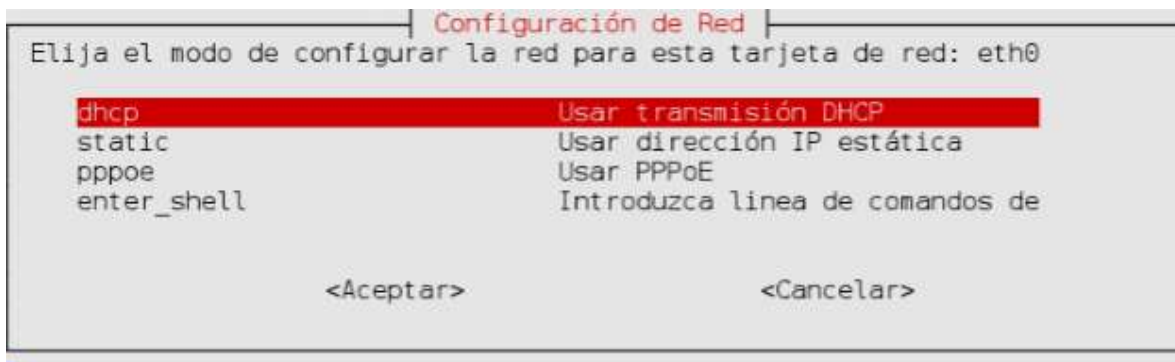 Configuración de Red
Elija el modo de configurar la red para esta tarjeta de red: eth0
dhcp Usar transmisión DHCP
static Usar dirección IP estática
pppoe Usar PPPoE
enter_shell Introduzca linea de comandos de
<Aceptar> <Cancelar>